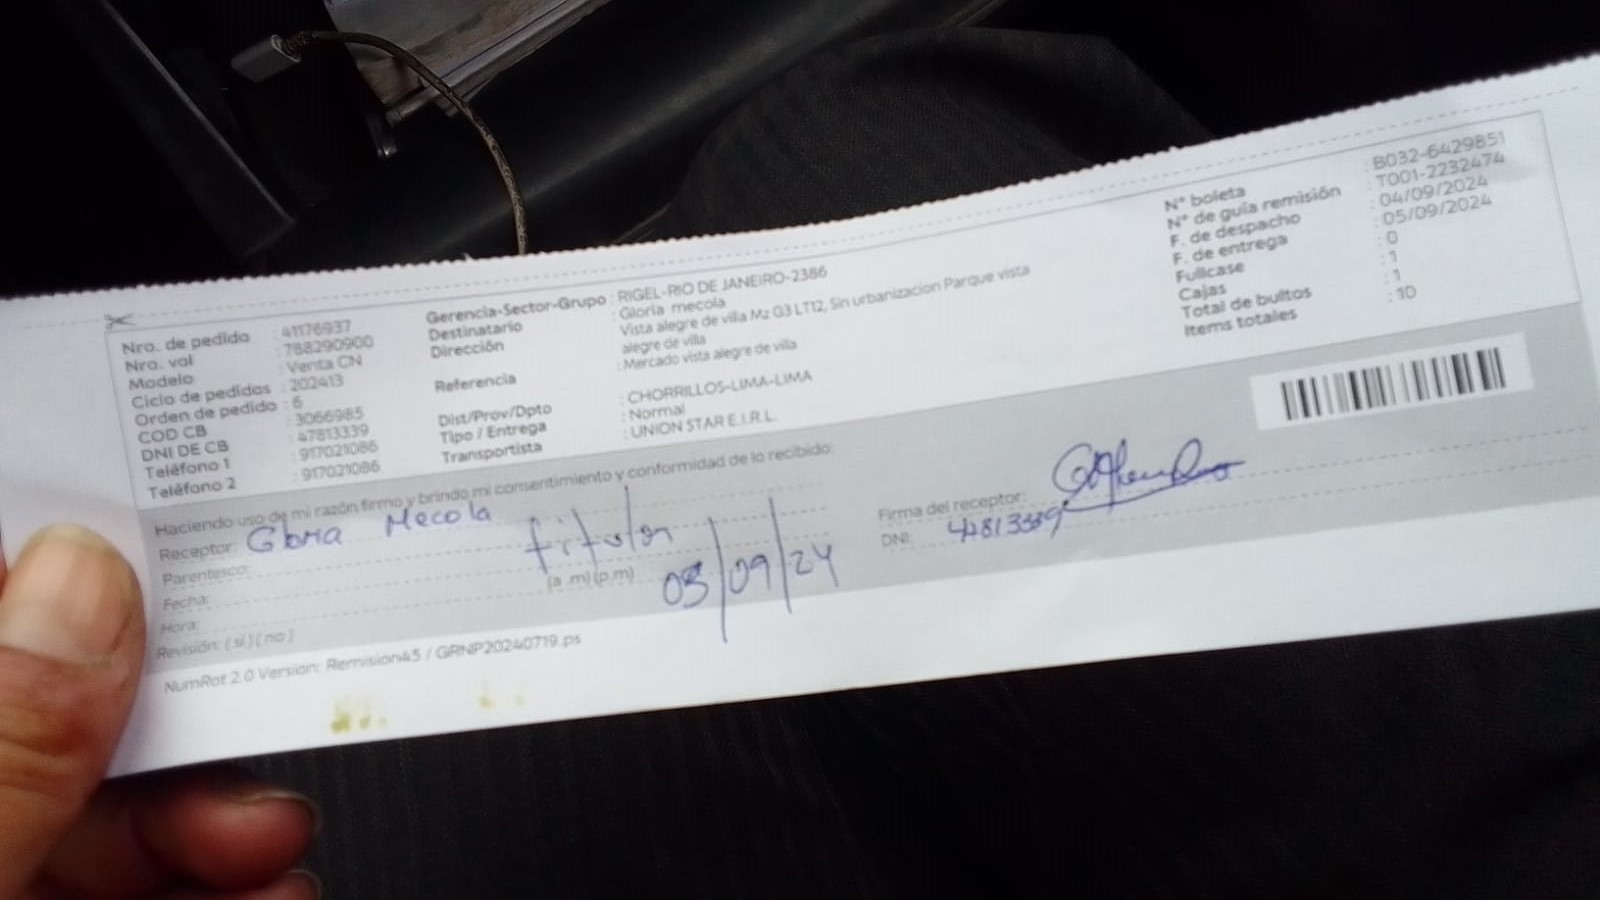 Nro. de pedido : 41176937
Nro. val : 788290900
Modelo : Venta CN
Ciclo de pedidos : 202413
Orden de pedido : 6
COD CB : 3066985
DNI DE CB : 47813339
Teléfono 1 : 917021086
Teléfono 2 : 917021086
Gerencia-Sector-Grupo : RIGEL-RIO DE JANEIRO-2386
Destinatario : Gloria mecola
Dirección : Vista alegre de villa Mz G3 LT12, Sin urbanizacion Parque vista
alegre de villa
Referencia : Mercado vista alegre de villa
Dist/Prov/Dpto : CHORRILLOS-LIMA-LIMA
Tipo / Entrega : Normal
Transportista : UNION STAR E.I.R.L.
N° boleta : B032-6429851
N° de guía remisión : T001-2232474
F. de despacho : 04/09/2024
F. de entrega : 05/09/2024
Fullcase : 0
Cajas : 1
Total de bultos : 1
Items totales : 10
Haciendo uso de mi razón firmo y brindo mi consentimiento y conformidad de lo recibido:
Receptor: Gloria Mecola
Parentesco: titular
Fecha: 05/09/24
Hora: (a.m)(p.m)
Revisión: (si)(no)
Firma del receptor:
DNI: 47813339
NumRot 2.0 Version: Remision45 / GRNP20240719.ps